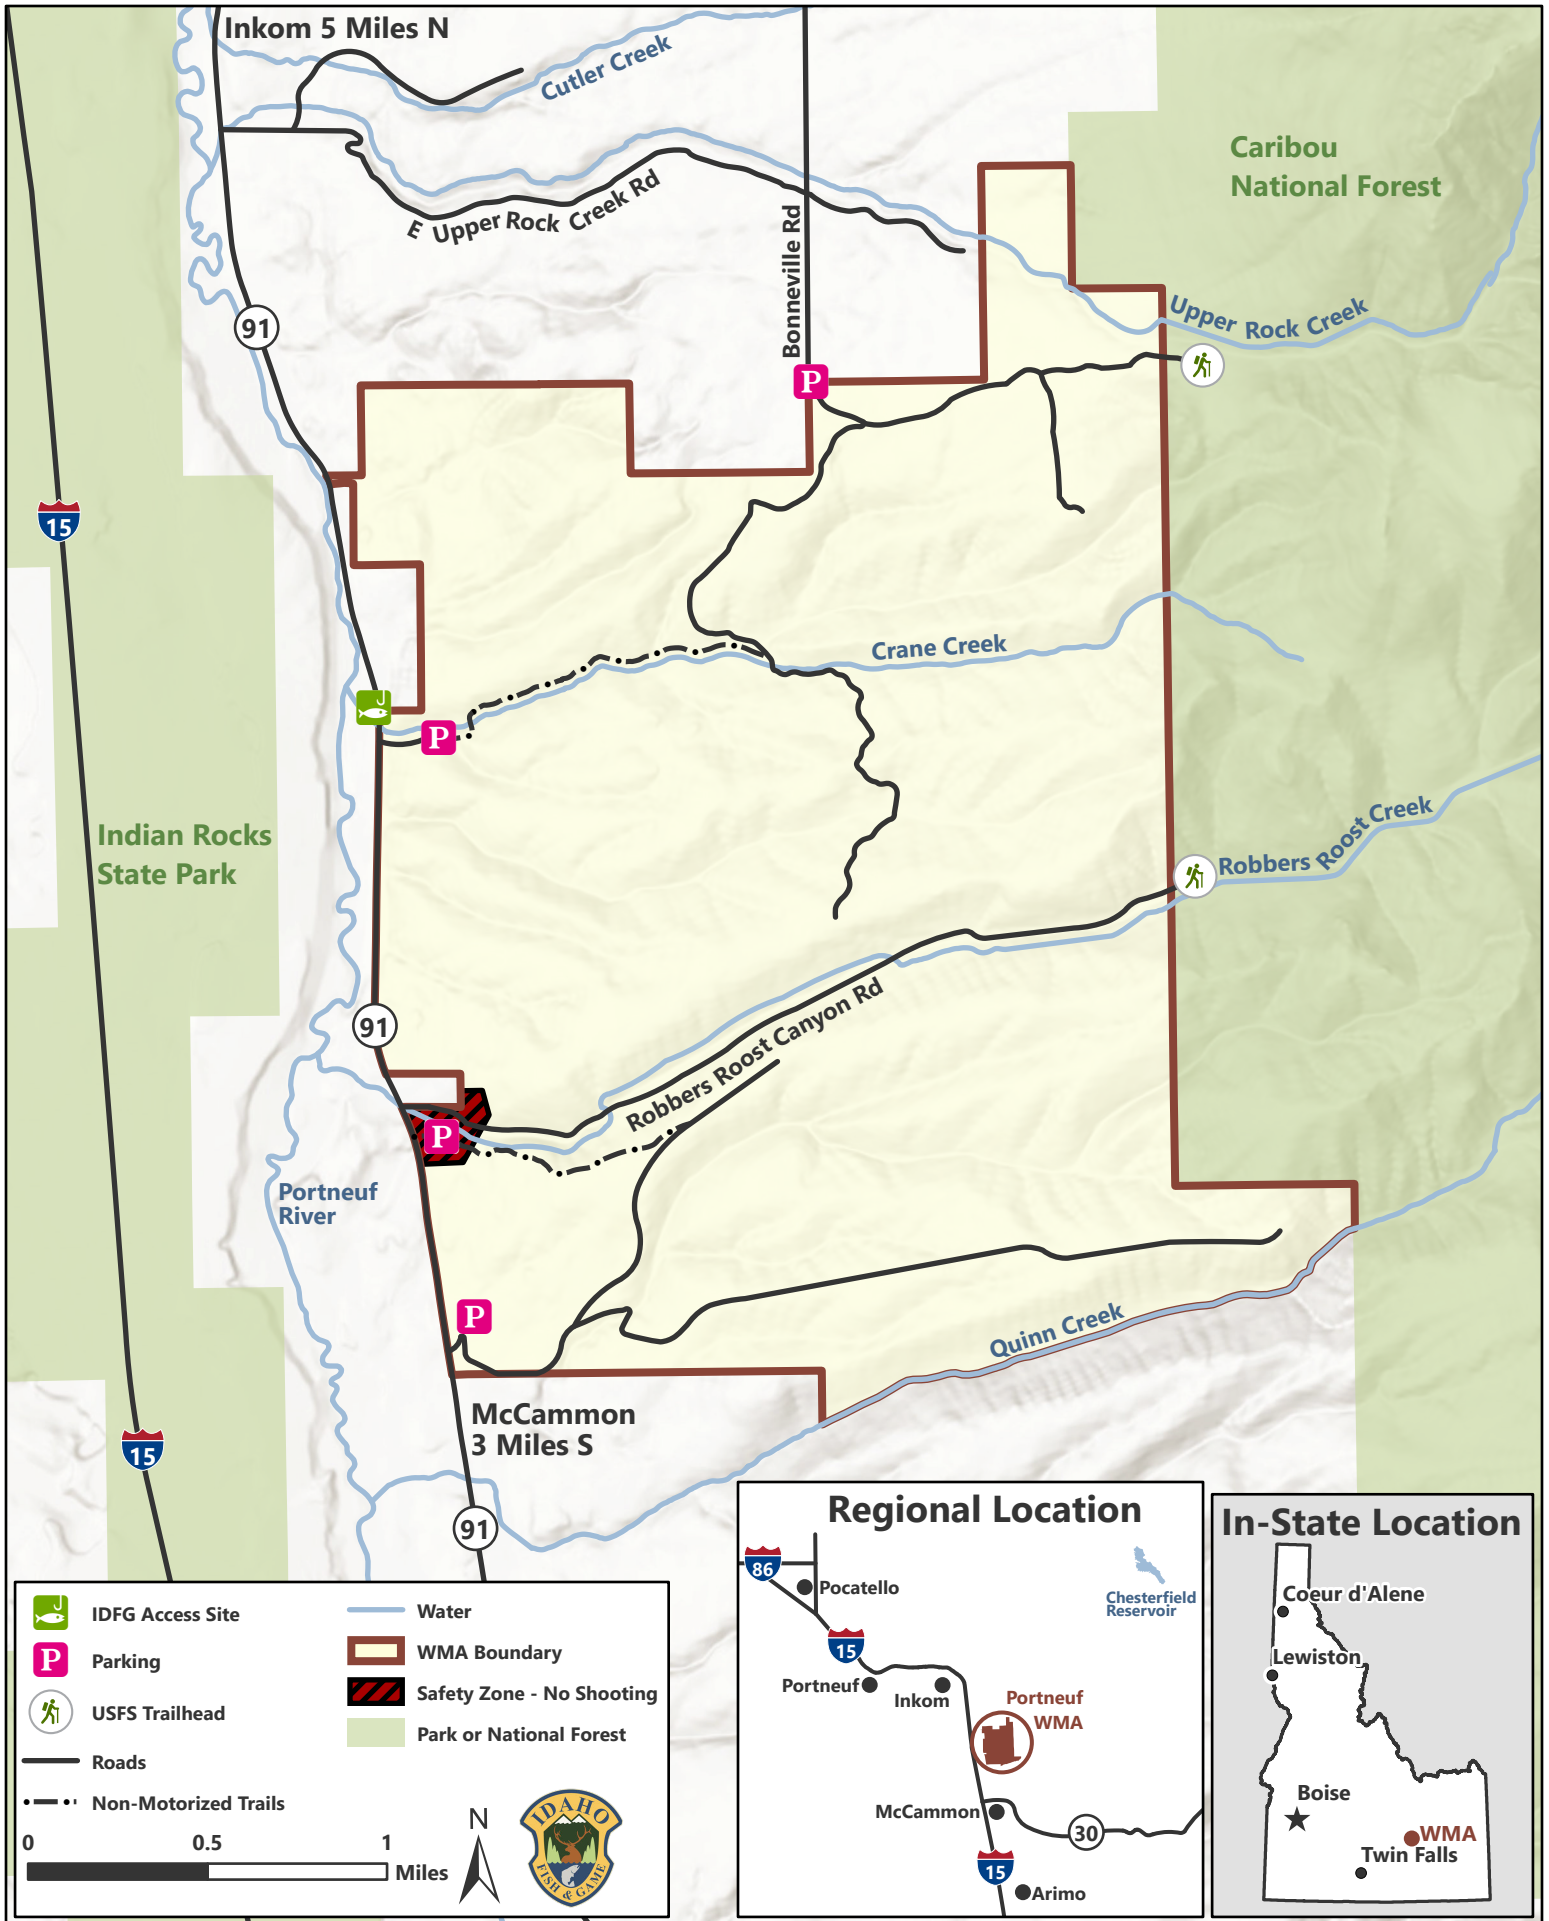 Inkom 5 Miles N
Cutler Creek
Caribou
National Forest
E Upper Rock Creek Rd
Bonneville Rd
91
Upper Rock Creek
P
15
Crane Creek
P
Indian Rocks
State Park
Robbers Roost Creek
Robbers Roost Canyon Rd
91
P
Portneuf
River
P
Quinn Creek
McCammon
3 Miles S
15
91
IDFG Access Site
P Parking
USFS Trailhead
Roads
Non-Motorized Trails
Water
WMA Boundary
Safety Zone - No Shooting
Park or National Forest
0 0.5 1
Miles
N
IDAHO
FISH & GAME
Regional Location
86
Pocatello
Chesterfield
Reservoir
15
Portneuf
Inkom
Portneuf
WMA
McCammon
30
15
Arimo
In-State Location
Coeur d'Alene
Lewiston
Boise
WMA
Twin Falls